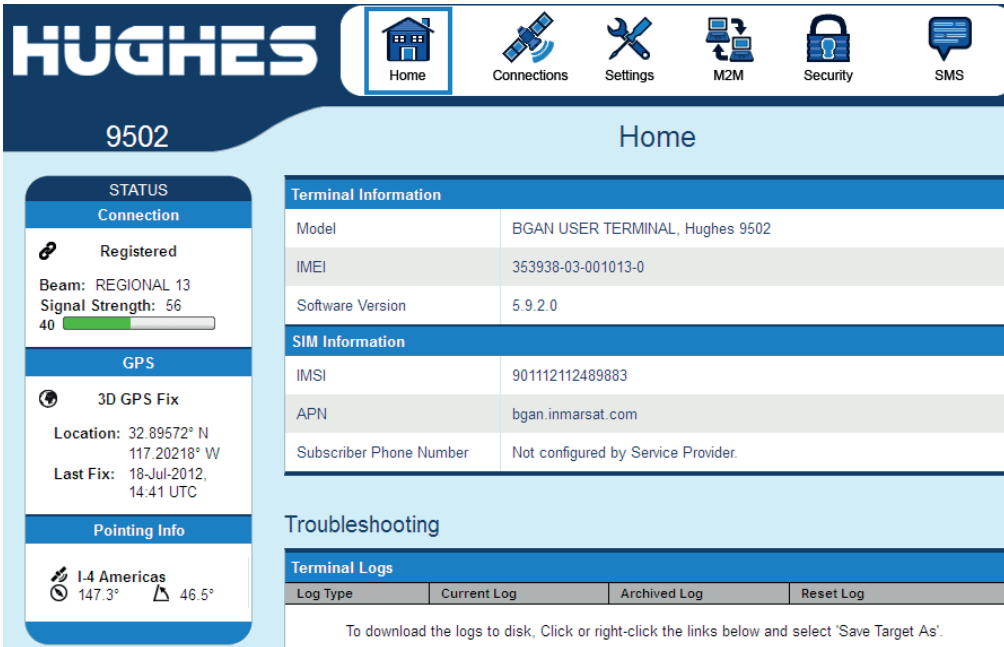 HUGHES
Home
Connections
Settings
M2M
Security
SMS
9502
Home
STATUS
Connection
Registered
Beam: REGIONAL 13
Signal Strength: 56
40
GPS
3D GPS Fix
Location: 32.89572° N
117.20218° W
Last Fix: 18-Jul-2012,
14:41 UTC
Pointing Info
I-4 Americas
147.3° 46.5°
Terminal Information
Model BGAN USER TERMINAL, Hughes 9502
IMEI 353938-03-001013-0
Software Version 5.9.2.0
SIM Information
IMSI 901112112489883
APN bgan.inmarsat.com
Subscriber Phone Number Not configured by Service Provider.
Troubleshooting
Terminal Logs
Log Type Current Log Archived Log Reset Log
To download the logs to disk, Click or right-click the links below and select 'Save Target As'.